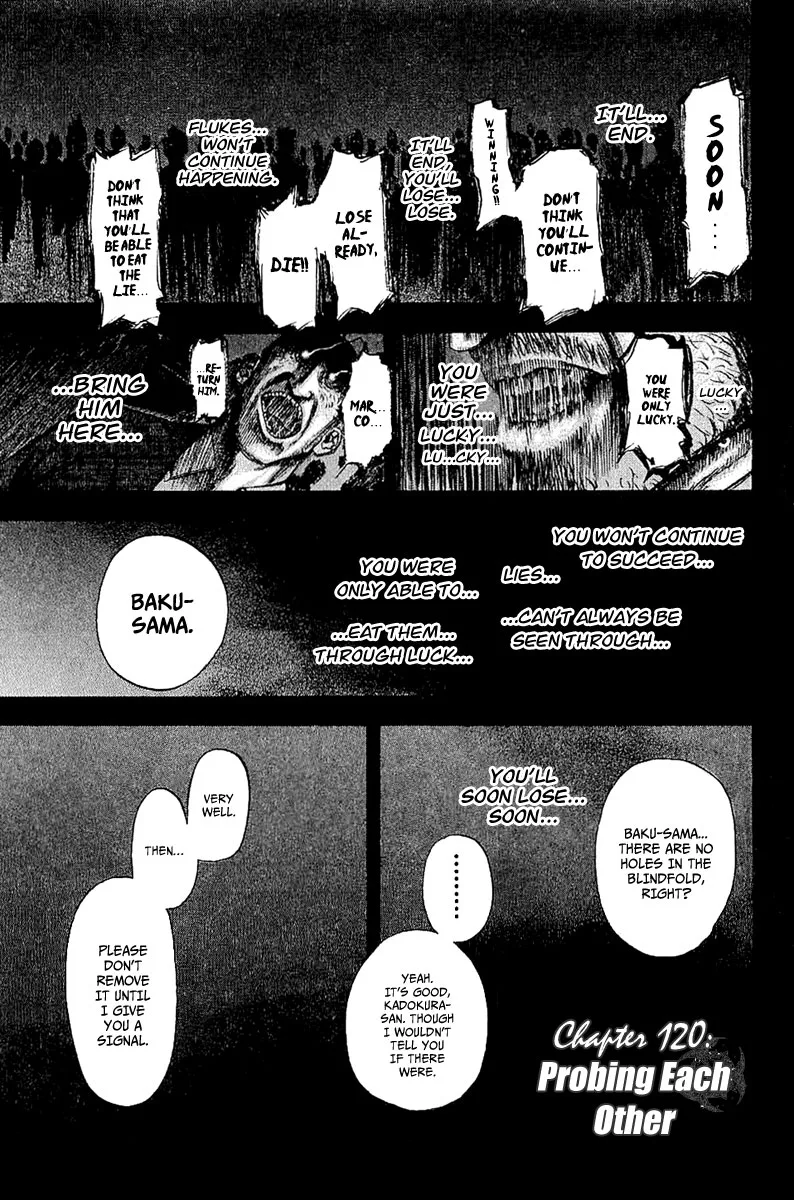 SOON
...
IT'LL...
END.
WINNING!!
DON'T
THINK
YOU'LL
CONTIN-
UE...
IT'LL
END,
YOU'LL
LOSE...
LOSE.
LOSE
AL-
READY,
DIE!!!
FLUKES...
WON'T
CONTINUE
HAPPENING.
DON'T
THINK
THAT
YOU'LL
BE ABLE
TO EAT
THE
LIE...
LUCKY
...
YOU
WERE
ONLY
LUCKY.
YOU
WERE
JUST...
LUCKY...
LU...CKY...
MAR...
CO...
...RE-
TURN
HIM.
...BRING
HIM
HERE...
YOU WON'T CONTINUE
TO SUCCEED...
LIES...
...CAN'T ALWAYS BE
SEEN THROUGH...
YOU WERE
ONLY ABLE TO...
...EAT THEM...
THROUGH LUCK...
BAKU-
SAMA.
BAKU-SAMA...
THERE ARE NO
HOLES IN THE
BLINDFOLD,
RIGHT?
YOU'LL
SOON LOSE...
SOON...
.........
YEAH.
IT'S GOOD,
KADOKURA-
SAN. THOUGH
I WOULDN'T
TELL YOU
IF THERE
WERE.
VERY
WELL.
THEN...
PLEASE
DON'T
REMOVE
IT UNTIL
I GIVE
YOU A
SIGNAL.
Chapter 120:
Probing Each
Other